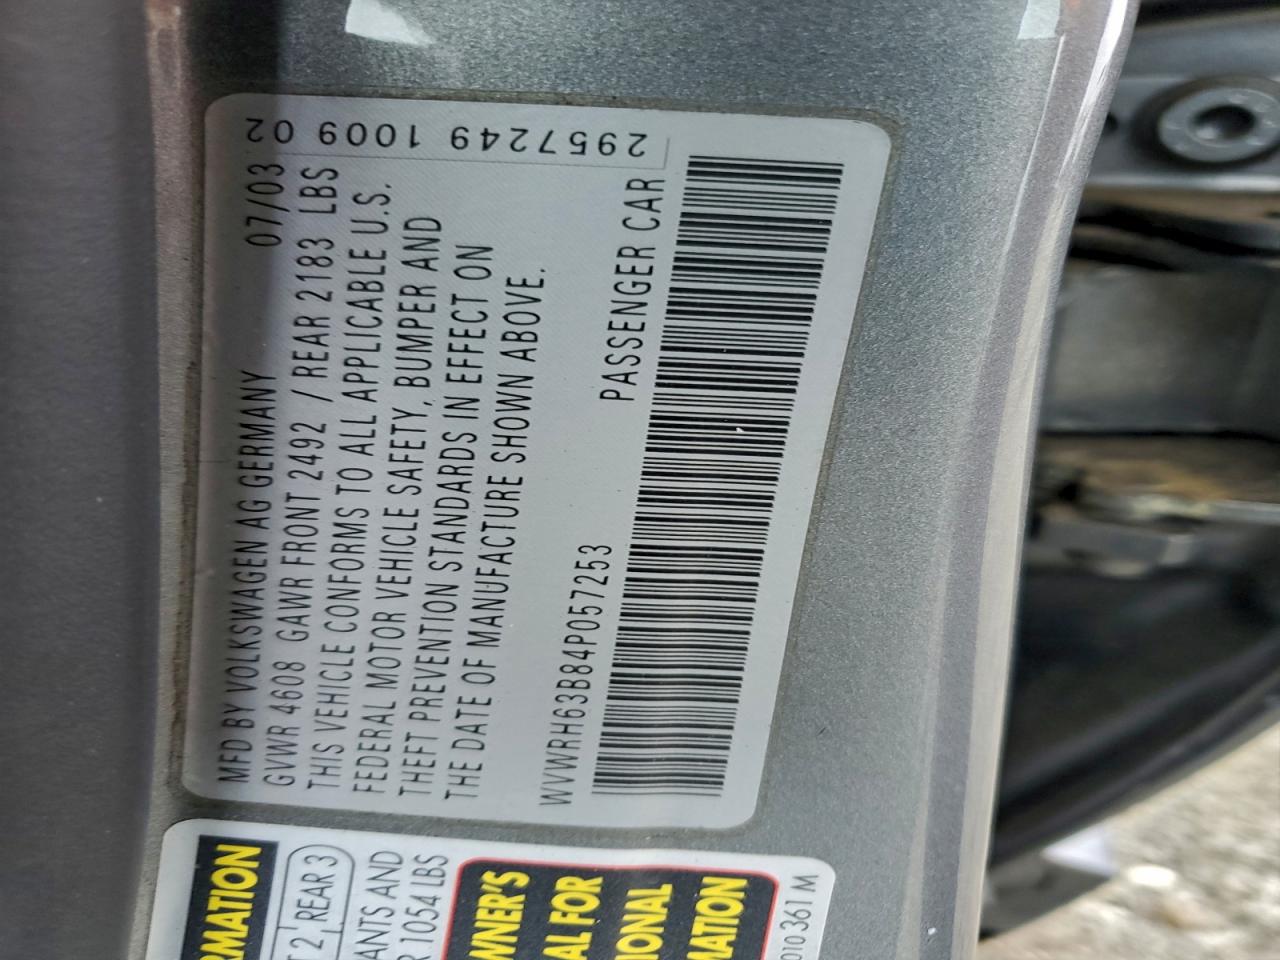 MFD BY VOLKSWAGEN AG GERMANY 07/03
GVWR 4608 GAWR FRONT 2492 / REAR 2183 LBS
THIS VEHICLE CONFORMS TO ALL APPLICABLE U.S.
FEDERAL MOTOR VEHICLE SAFETY, BUMPER AND
THEFT PREVENTION STANDARDS IN EFFECT ON
THE DATE OF MANUFACTURE SHOWN ABOVE.
WVWRH63B84P057253 PASSENGER CAR
2957249 1009 02
RMATION
T 2 REAR 3
ANTS AND
R 1054 LBS
WNER'S
AL FOR
IONAL
MATION
010 361 M